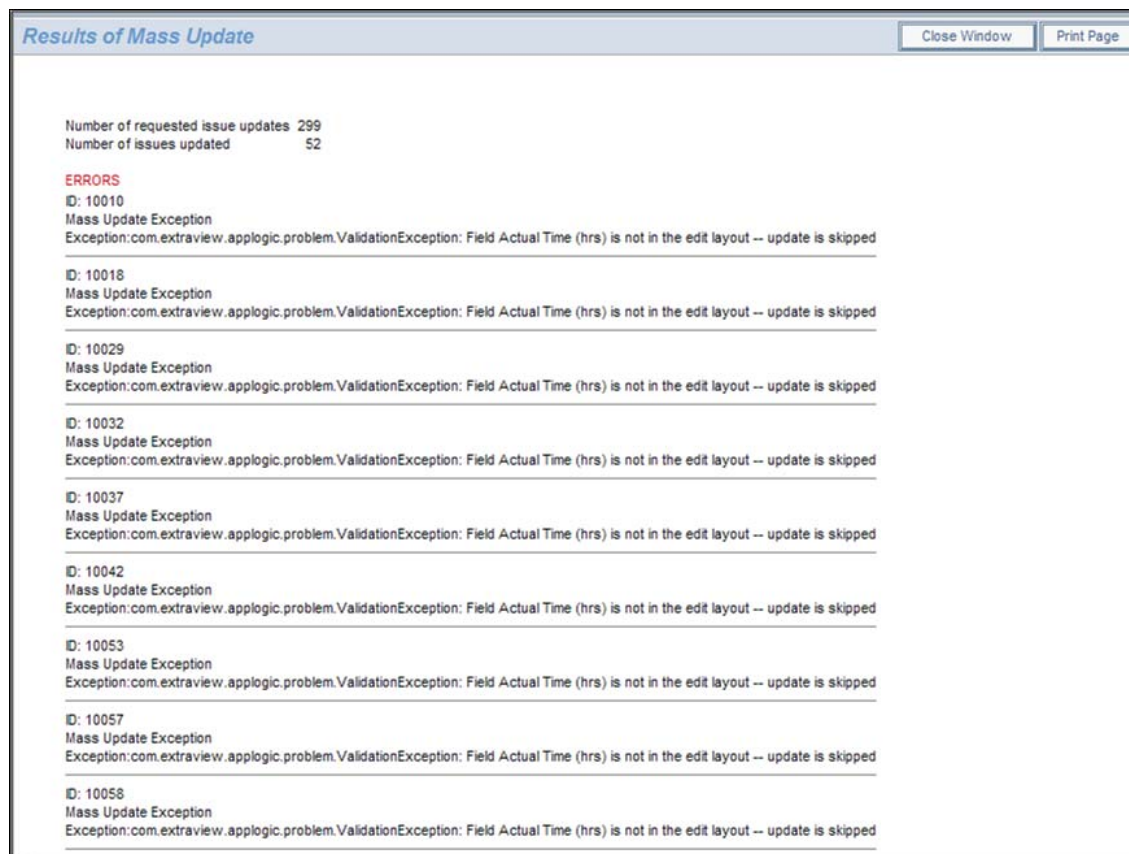 Results of Mass Update
Close Window
Print Page
Number of requested issue updates 299
Number of issues updated 52
ERRORS
ID: 10010
Mass Update Exception
Exception:com.extraview.applogic.problem.ValidationException: Field Actual Time (hrs) is not in the edit layout -- update is skipped
ID: 10018
Mass Update Exception
Exception:com.extraview.applogic.problem.ValidationException: Field Actual Time (hrs) is not in the edit layout -- update is skipped
ID: 10029
Mass Update Exception
Exception:com.extraview.applogic.problem.ValidationException: Field Actual Time (hrs) is not in the edit layout -- update is skipped
ID: 10032
Mass Update Exception
Exception:com.extraview.applogic.problem.ValidationException: Field Actual Time (hrs) is not in the edit layout -- update is skipped
ID: 10037
Mass Update Exception
Exception:com.extraview.applogic.problem.ValidationException: Field Actual Time (hrs) is not in the edit layout -- update is skipped
ID: 10042
Mass Update Exception
Exception:com.extraview.applogic.problem.ValidationException: Field Actual Time (hrs) is not in the edit layout -- update is skipped
ID: 10053
Mass Update Exception
Exception:com.extraview.applogic.problem.ValidationException: Field Actual Time (hrs) is not in the edit layout -- update is skipped
ID: 10057
Mass Update Exception
Exception:com.extraview.applogic.problem.ValidationException: Field Actual Time (hrs) is not in the edit layout -- update is skipped
ID: 10058
Mass Update Exception
Exception:com.extraview.applogic.problem.ValidationException: Field Actual Time (hrs) is not in the edit layout -- update is skipped